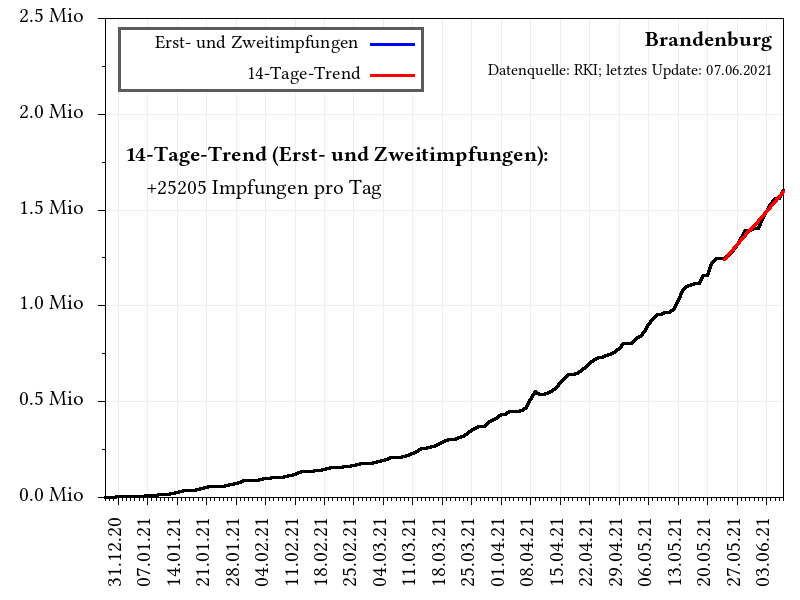 2.5 Mio
2.0 Mio
1.5 Mio
1.0 Mio
0.5 Mio
0.0 Mio
Erst- und Zweitimpfungen
14-Tage-Trend
Brandenburg
Datenquelle: RKI; letztes Update: 07.06.2021
14-Tage-Trend (Erst- und Zweitimpfungen):
+25205 Impfungen pro Tag
31.12.20
07.01.21
14.01.21
21.01.21
28.01.21
04.02.21
11.02.21
18.02.21
25.02.21
04.03.21
11.03.21
18.03.21
25.03.21
01.04.21
08.04.21
15.04.21
22.04.21
29.04.21
06.05.21
13.05.21
20.05.21
27.05.21
03.06.21